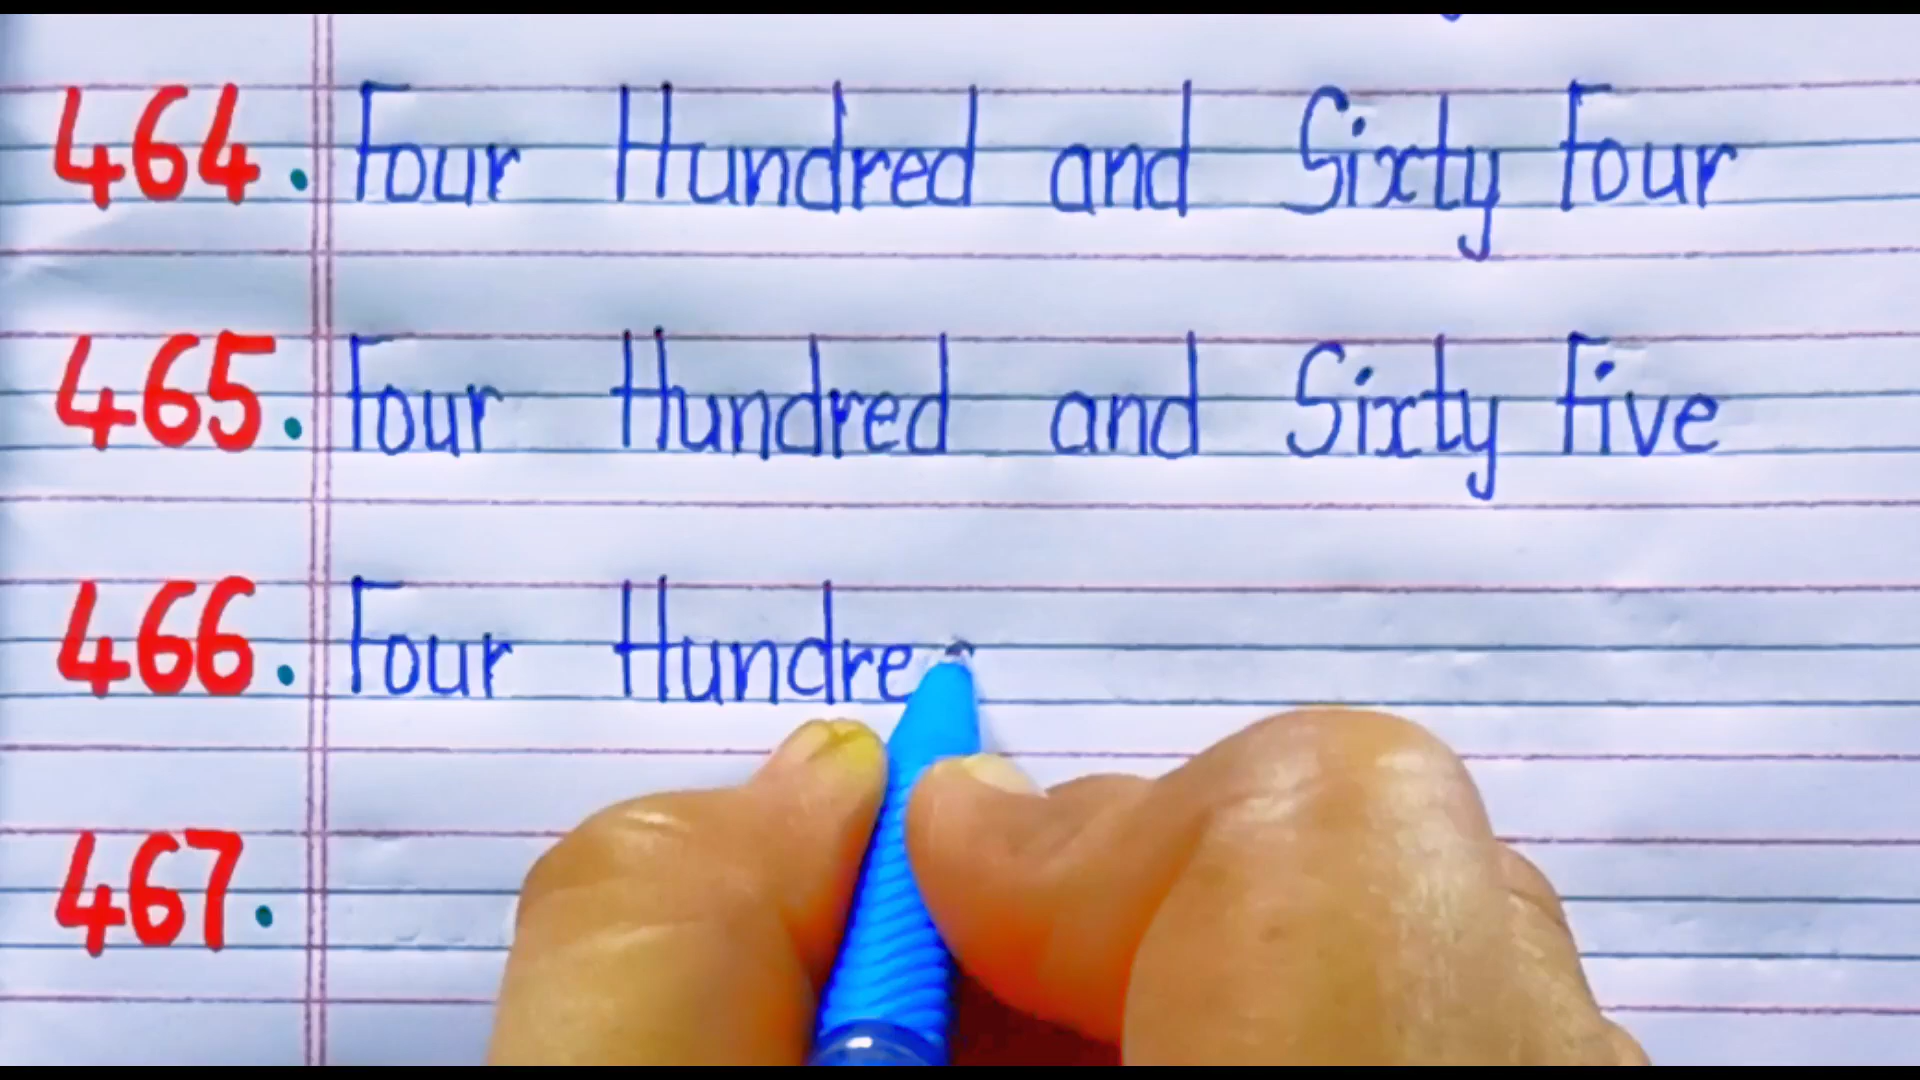 464. Four Hundred and Sixty Four
465. Four Hundred and Sixty Five
466. Four Hundre
467.